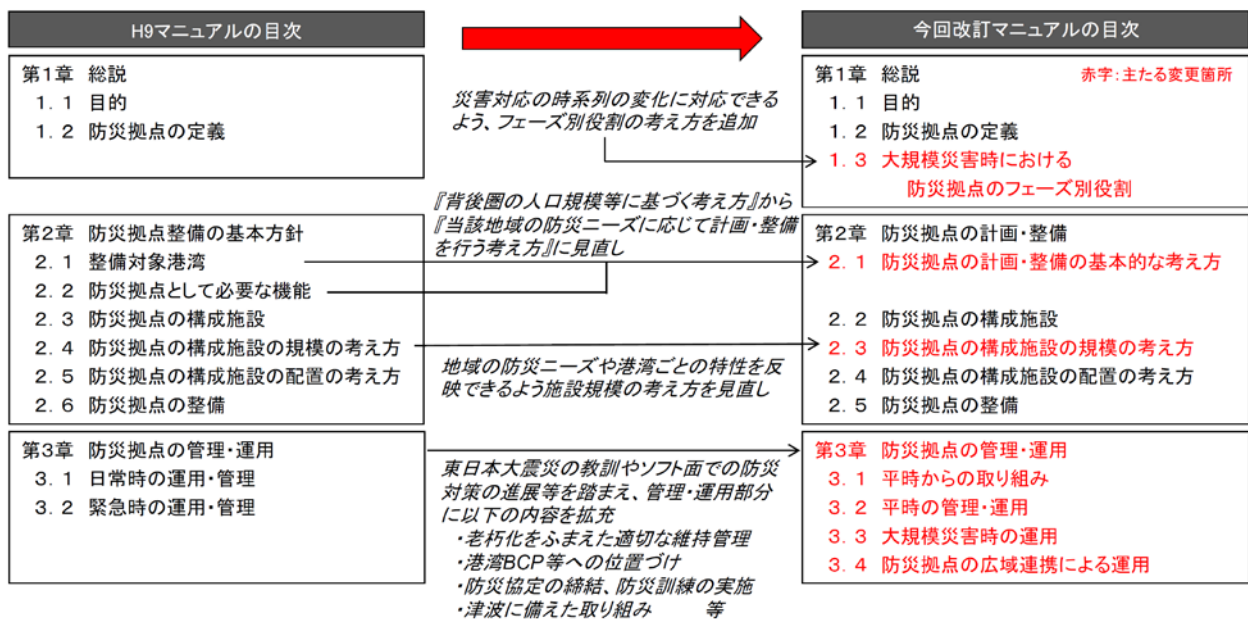 H9マニュアルの目次
第1章 総説
1.1 目的
1.2 防災拠点の定義
第2章 防災拠点整備の基本方針
2.1 整備対象港湾
2.2 防災拠点として必要な機能
2.3 防災拠点の構成施設
2.4 防災拠点の構成施設の規模の考え方
2.5 防災拠点の構成施設の配置の考え方
2.6 防災拠点の整備
第3章 防災拠点の管理・運用
3.1 日常時の運用・管理
3.2 緊急時の運用・管理
災害対応の時系列の変化に対応できる
よう、フェーズ別役割の考え方を追加
『背後圏の人口規模等に基づく考え方』から
『当該地域の防災ニーズに応じて計画・整備
を行う考え方』に見直し
地域の防災ニーズや港湾ごとの特性を反
映できるよう施設規模の考え方を見直し
東日本大震災の教訓やソフト面での防災
対策の進展等を踏まえ、管理・運用部分
に以下の内容を拡充
・老朽化をふまえた適切な維持管理
・港湾BCP等への位置づけ
・防災協定の締結、防災訓練の実施
・津波に備えた取り組み 等
今回改訂マニュアルの目次
第1章 総説 赤字:主たる変更箇所
1.1 目的
1.2 防災拠点の定義
1.3 大規模災害時における
防災拠点のフェーズ別役割
第2章 防災拠点の計画・整備
2.1 防災拠点の計画・整備の基本的な考え方
2.2 防災拠点の構成施設
2.3 防災拠点の構成施設の規模の考え方
2.4 防災拠点の構成施設の配置の考え方
2.5 防災拠点の整備
第3章 防災拠点の管理・運用
3.1 平時からの取り組み
3.2 平時の管理・運用
3.3 大規模災害時の運用
3.4 防災拠点の広域連携による運用